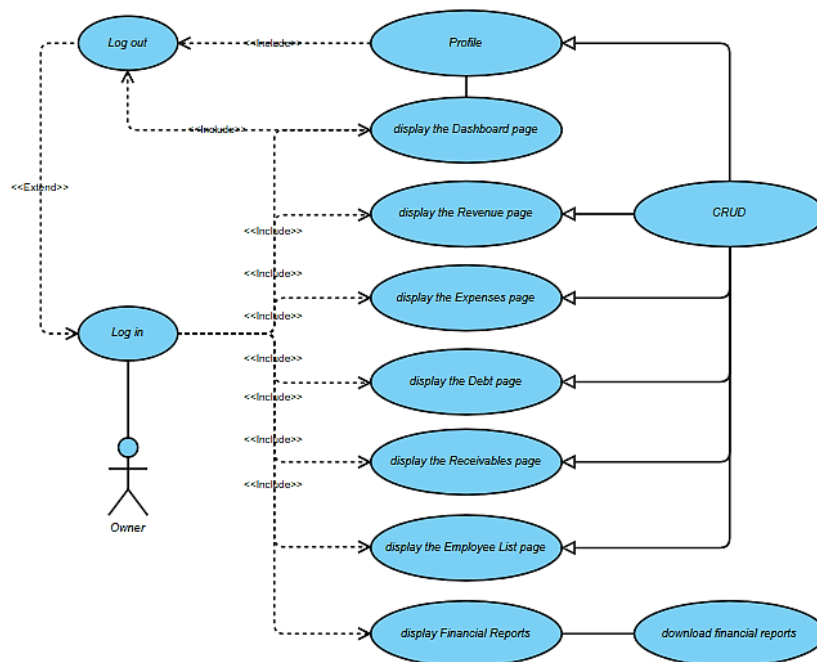 Log out
<<Include>>
Profile
<<Include>>
display the Dashboard page
<<Extend>>
display the Revenue page
CRUD
<<Include>>
<<Include>>
display the Expenses page
<<Include>>
Log in
<<Include>>
display the Debt page
<<Include>>
<<Include>>
display the Receivables page
<<Include>>
Owner
display the Employee List page
display Financial Reports
download financial reports